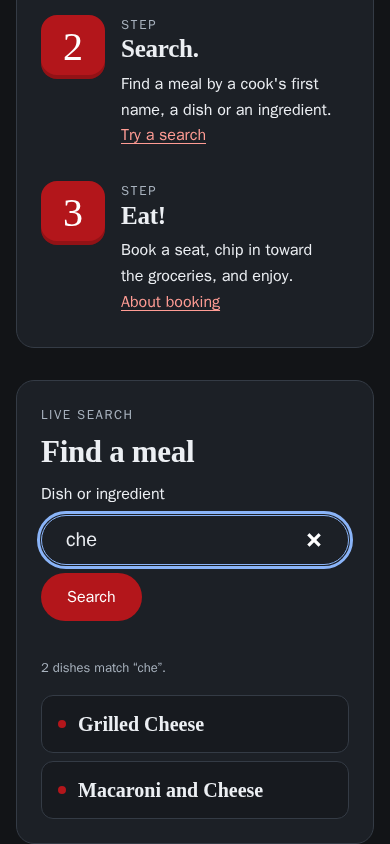 2
STEP
Search.
Find a meal by a cook's first
name, a dish or an ingredient.
Try a search
3
STEP
Eat!
Book a seat, chip in toward
the groceries, and enjoy.
About booking
LIVE SEARCH
Find a meal
Dish or ingredient
che ×
Search
2 dishes match “che”.
Grilled Cheese
Macaroni and Cheese